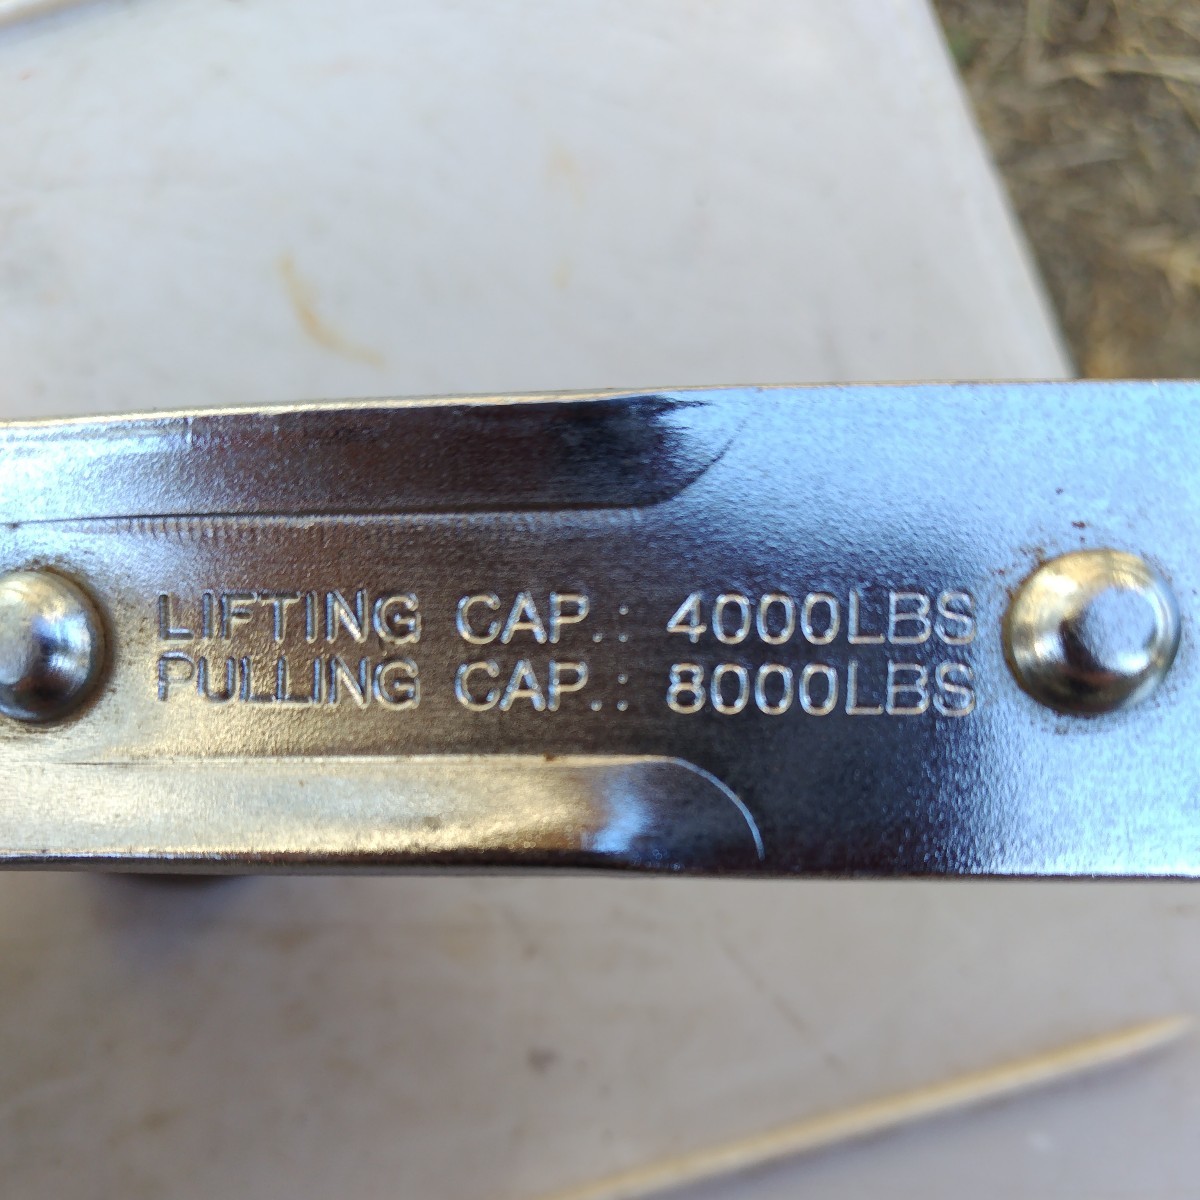 LIFTING CAP.: 4000LBS
PULLING CAP.: 8000LBS